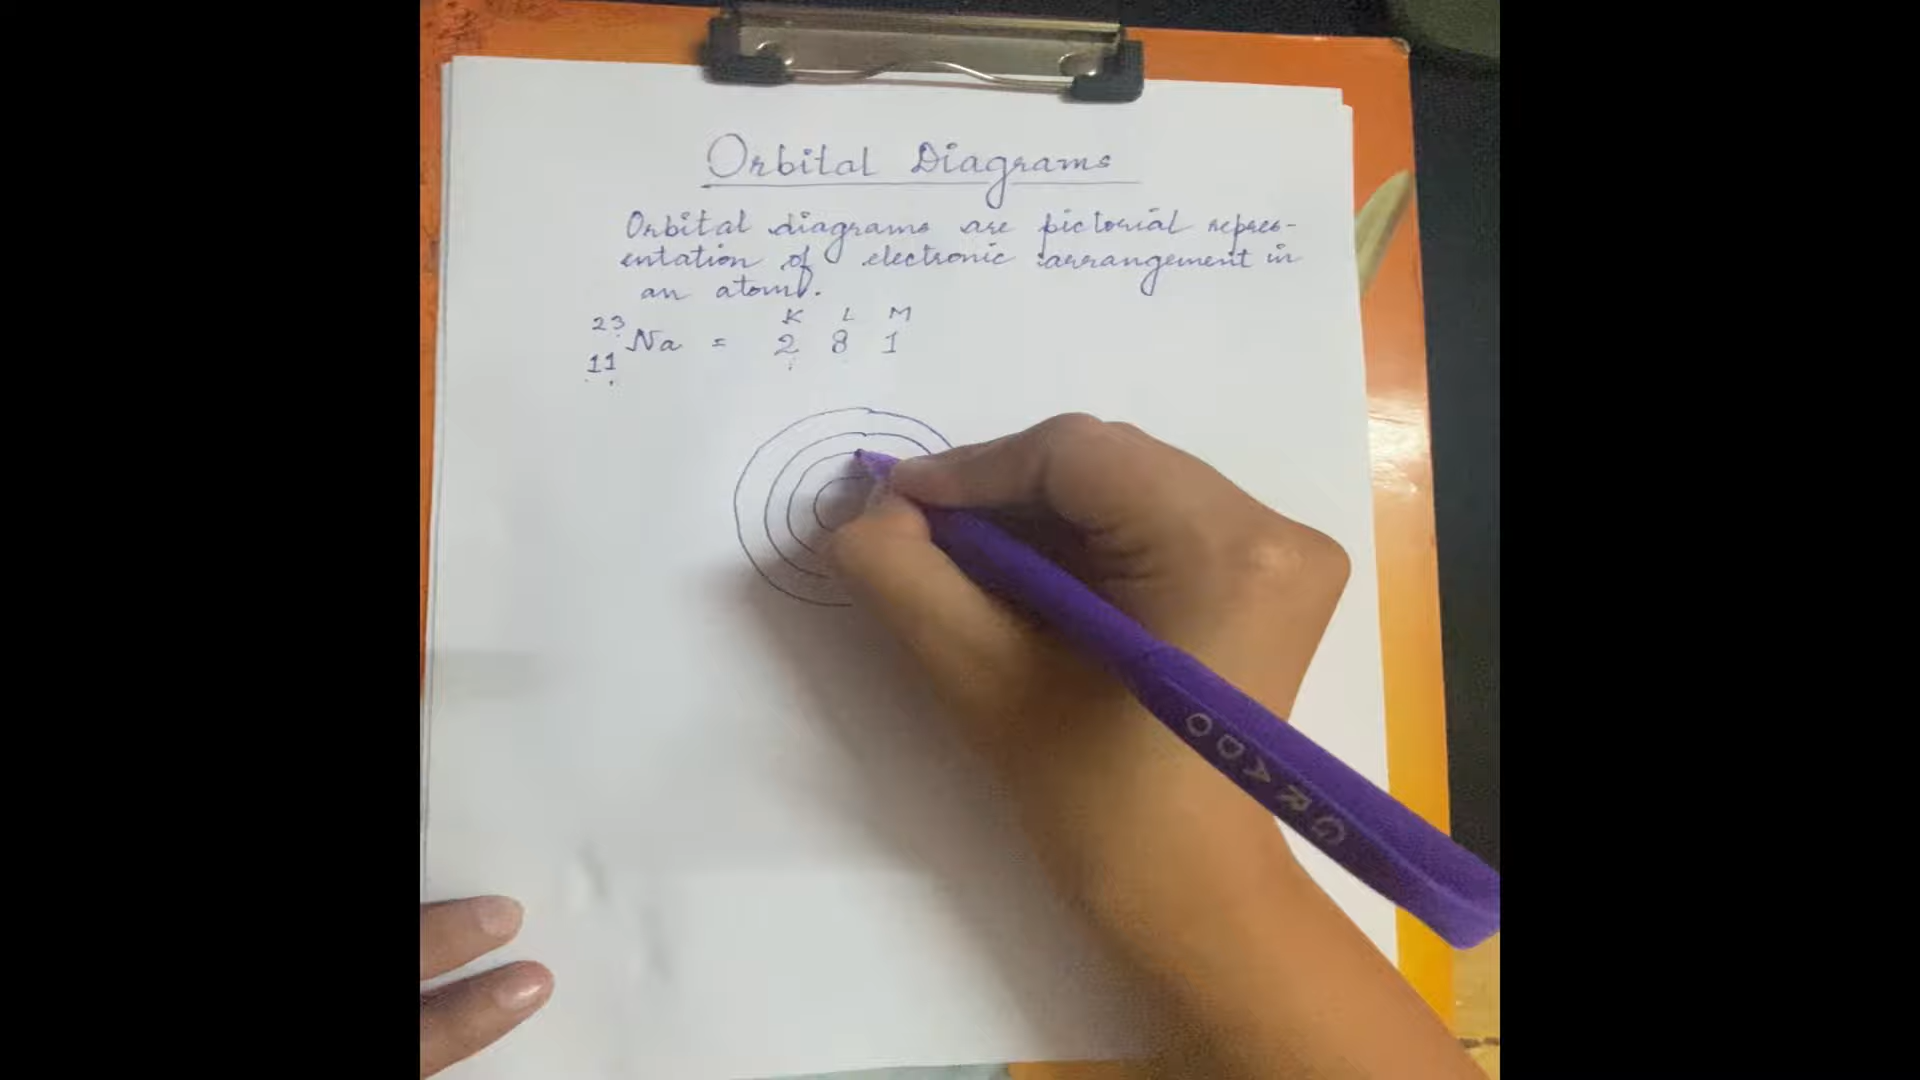 Orbital Diagrams
Orbital diagrams are pictorial repres-
entation of electronic arrangement in
an atom.
K L M
23
Na = 2 8 1
11
OOARG